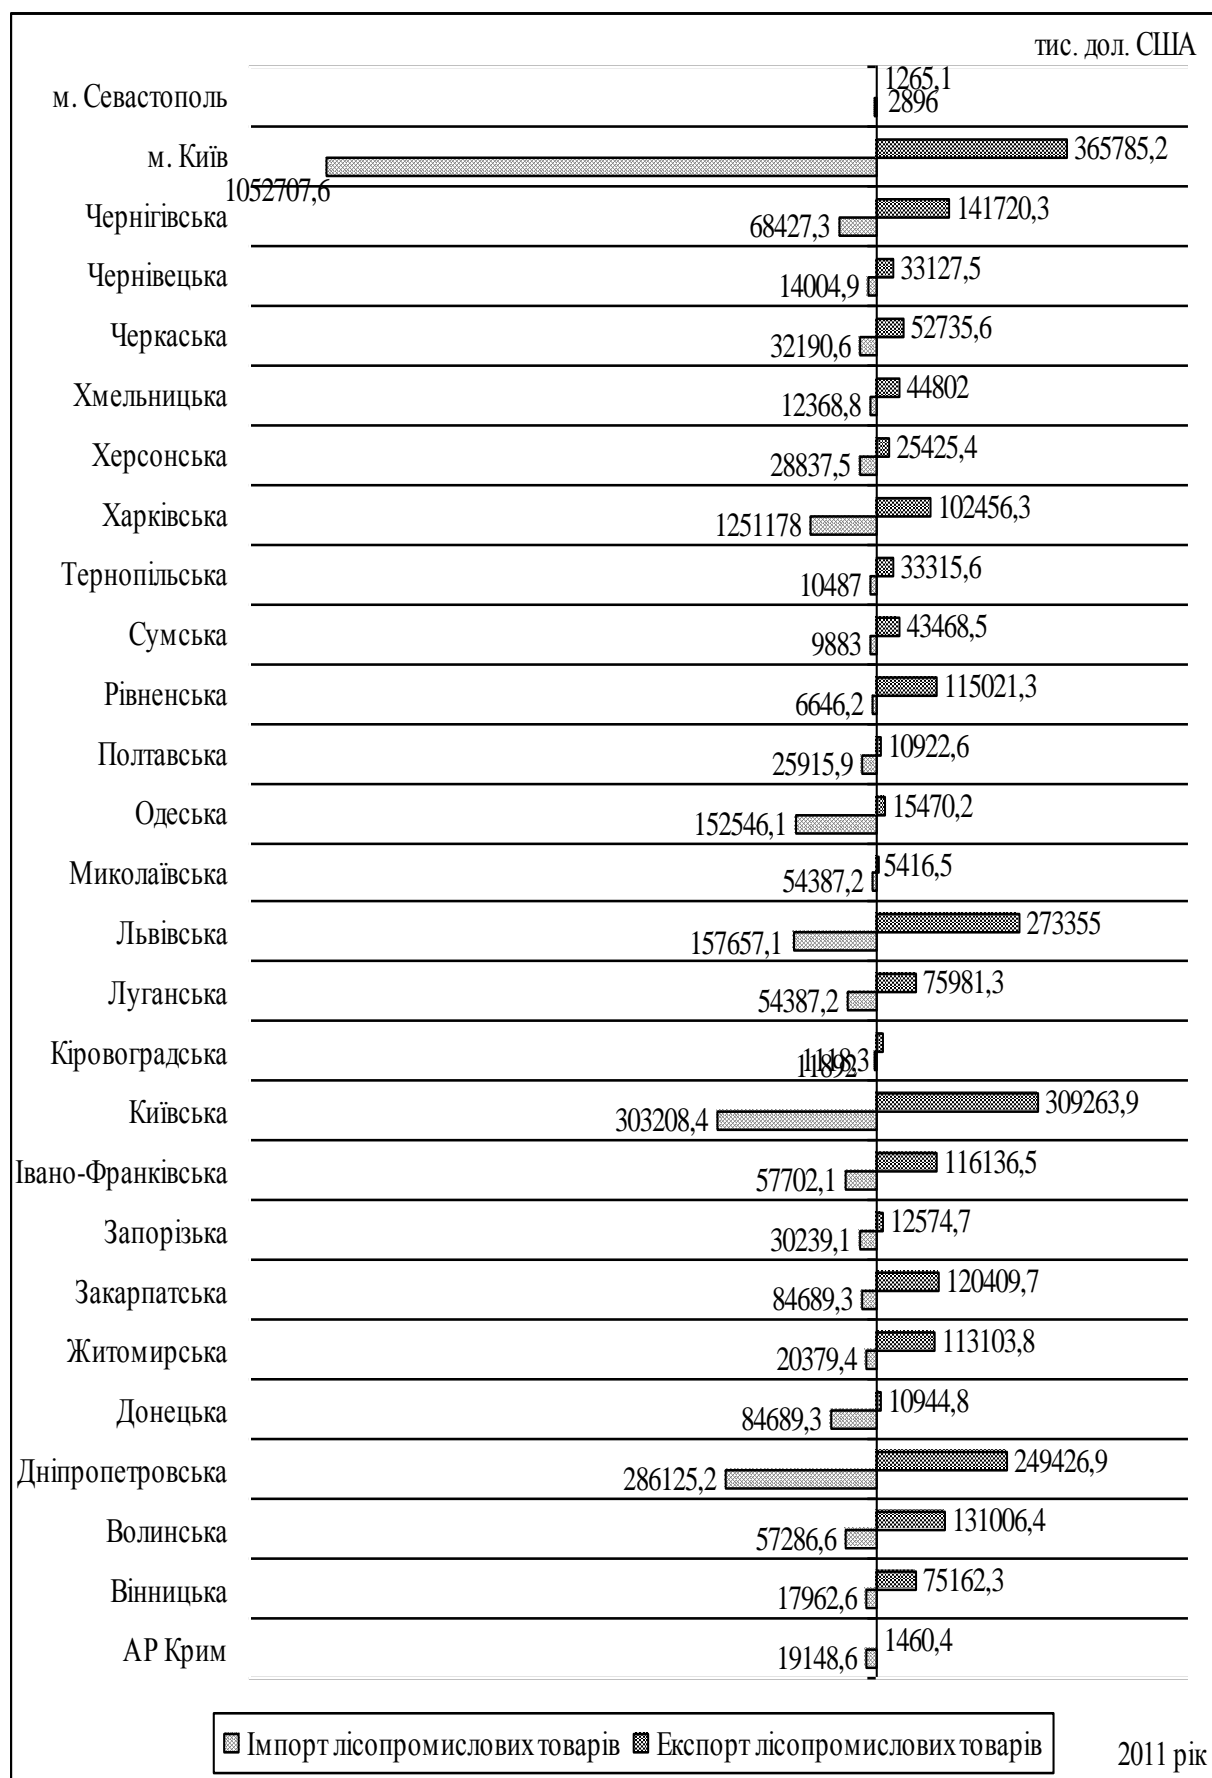 тис. дол. США
м. Севастополь
1265,1
2896
м. Київ
365785,2
1052707,6
Чернігівська
141720,3
68427,3
Чернівецька
33127,5
14004,9
Черкаська
52735,6
32190,6
Хмельницька
44802
12368,8
Херсонська
25425,4
28837,5
Харківська
102456,3
1251178
Тернопільська
33315,6
10487
Сумська
43468,5
9883
Рівненська
115021,3
6646,2
Полтавська
10922,6
25915,9
Одеська
15470,2
152546,1
Миколаївська
5416,5
54387,2
Львівська
273355
157657,1
Луганська
75981,3
54387,2
Кіровоградська
11892
Київська
309263,9
303208,4
Івано-Франківська
116136,5
57702,1
Запорізька
12574,7
30239,1
Закарпатська
120409,7
84689,3
Житомирська
113103,8
20379,4
Донецька
10944,8
84689,3
Дніпропетровська
249426,9
286125,2
Волинська
131006,4
57286,6
Вінницька
75162,3
17962,6
АР Крим
1460,4
19148,6
Імпорт лісопромислових товарів
Експорт лісопромислових товарів
2011 рік